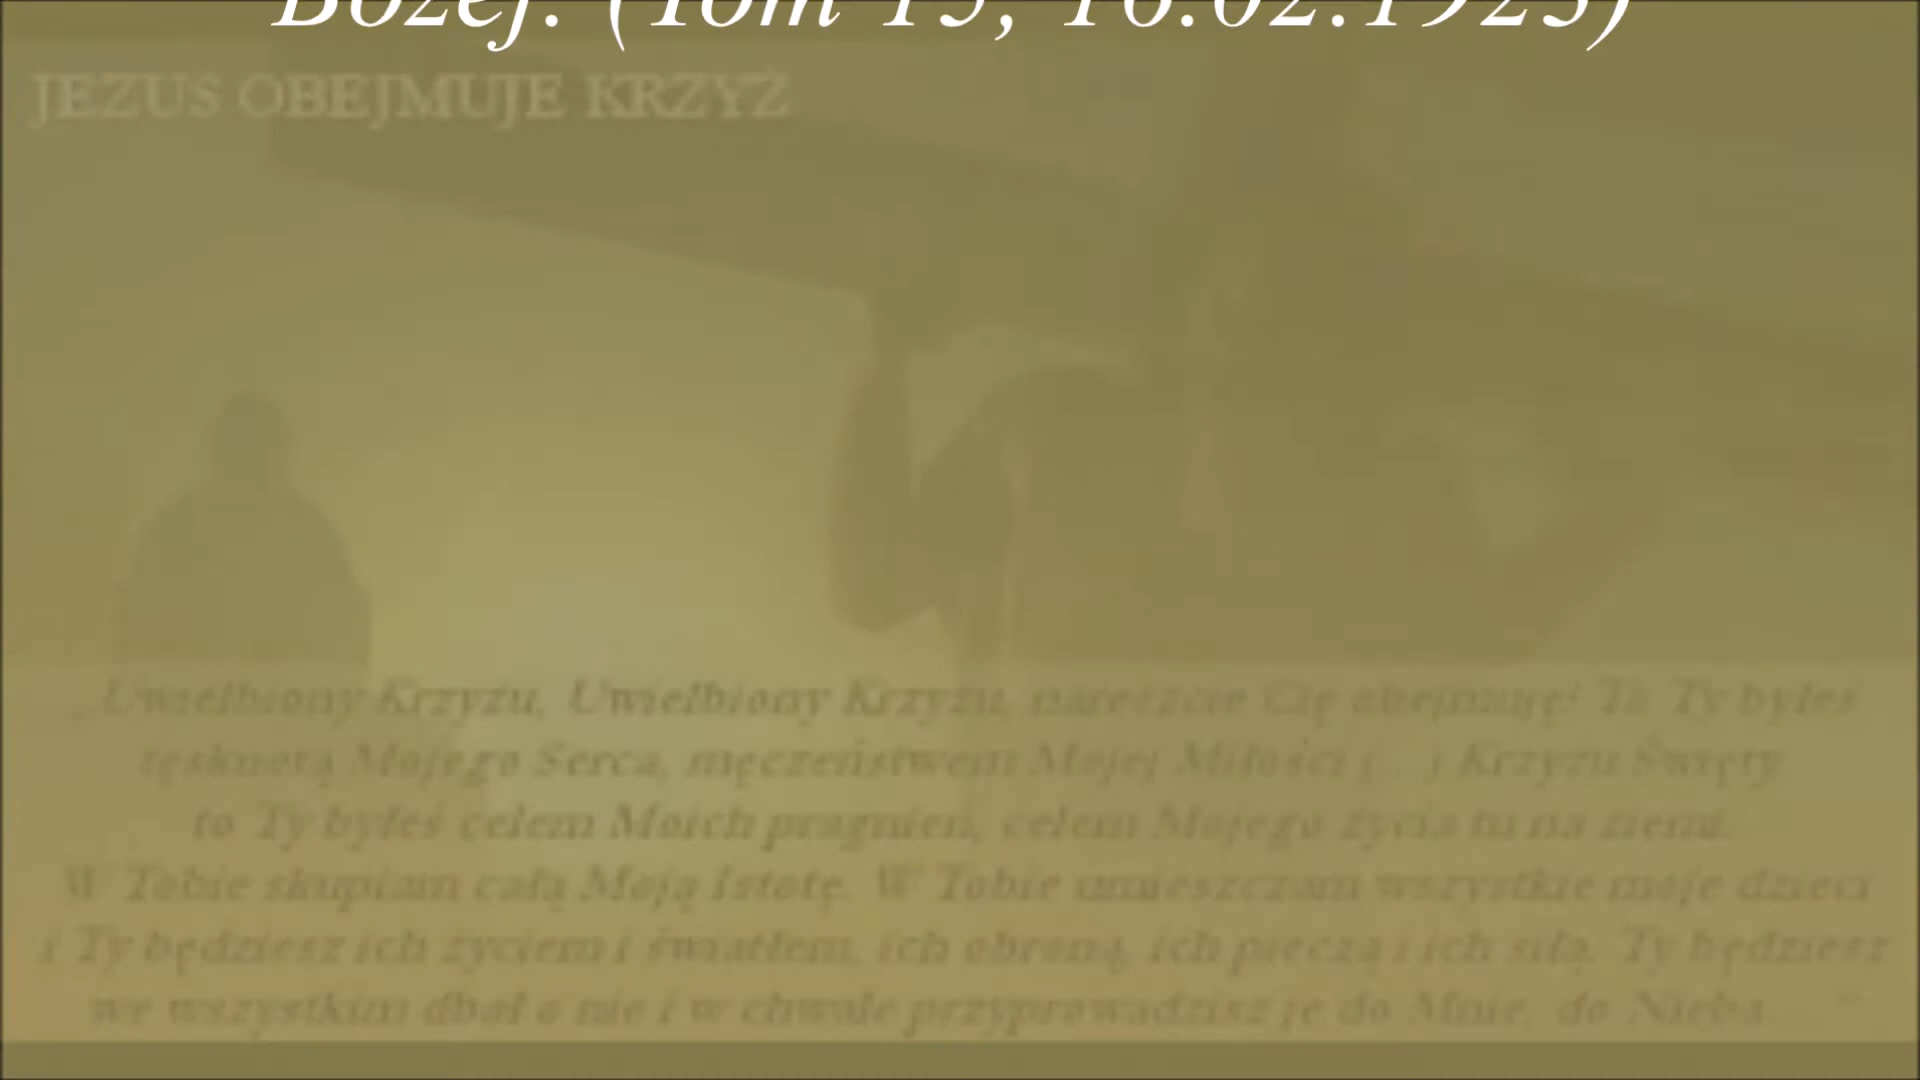 Bożej. (Tom 15, 16.02.1923)
JEZUS OBEJMUJE KRZYŻ
„Uwielbiony Krzyżu, Uwielbiony Krzyżu, nareszcie Cię obejmuję! To Ty byłeś
tęsknotą Mojego Serca, męczeństwem Mojej Miłości (...) Krzyżu Święty
to Ty byłeś celem Moich pragnień, celem Mojego życia tu na ziemi.
W Tobie skupiam całą Moją Istotę. W Tobie umieszczam wszystkie moje dzieci
i Ty będziesz ich życiem i światłem, ich obroną, ich pieczą i ich siłą. Ty będziesz
we wszystkim dbał o nie i w chwale przyprowadzisz je do Mnie, do Nieba... ”